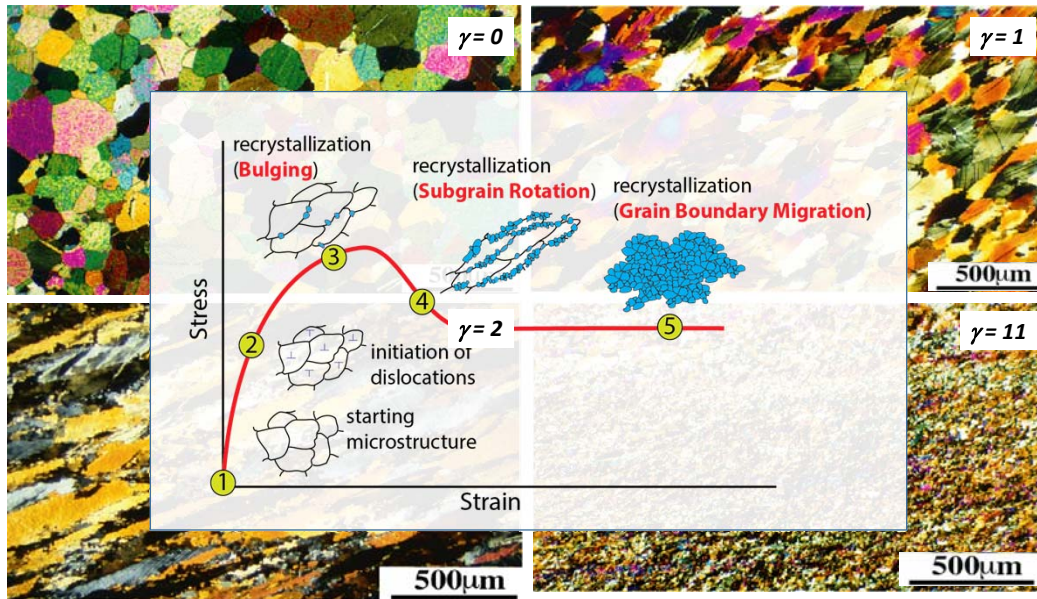 γ = 0
γ = 1
recrystallization
(Bulging)
recrystallization
(Subgrain Rotation)
recrystallization
(Grain Boundary Migration)
500μm
3
4
γ = 2
5
γ = 11
Stress
2
initiation of
dislocations
starting
microstructure
1
Strain
500μm
500μm